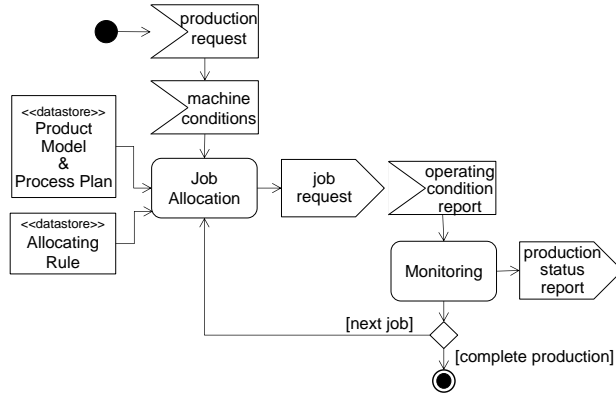 production
request
machine
conditions
<<datastore>>
Product
Model
&
Process Plan
Job
Allocation
job
request
operating
condition
report
<<datastore>>
Allocating
Rule
Monitoring
production
status
report
[next job]
[complete production]